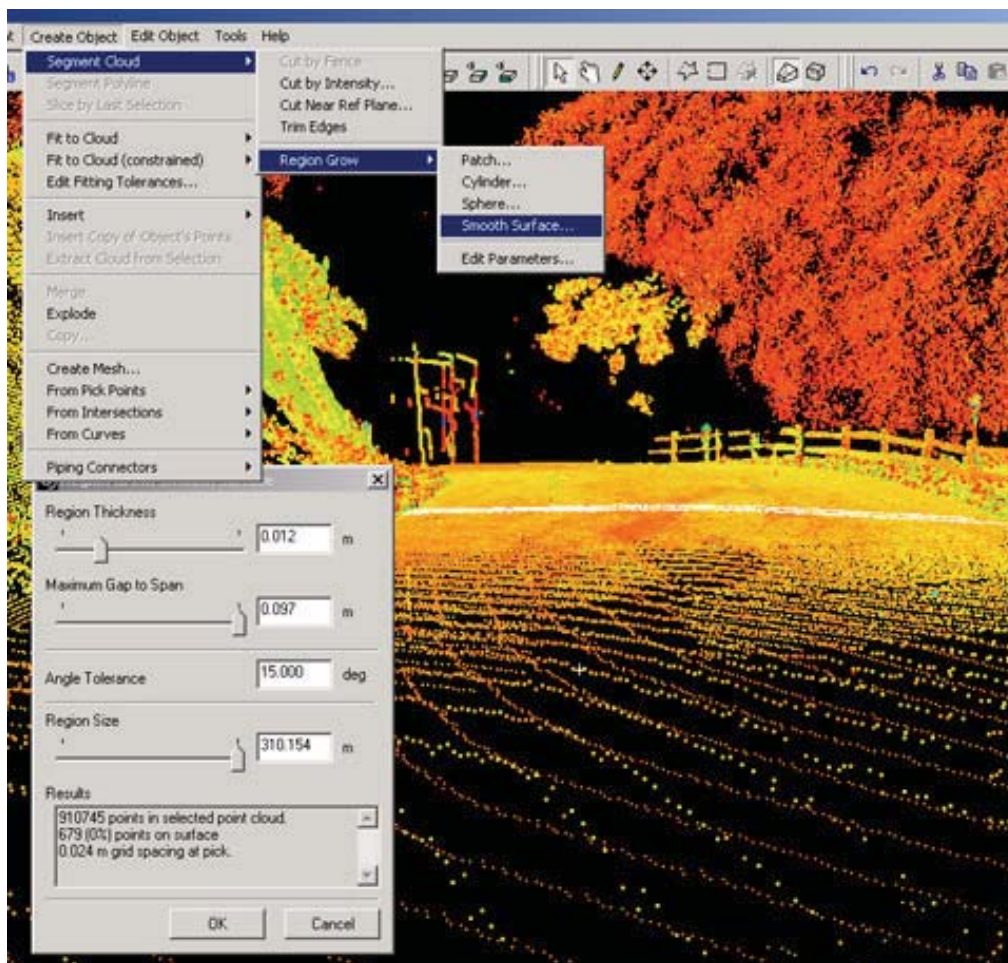 Create Object Edit Object Tools Help
Segment Cloud
Segment Polyline
Slice by Last Selection
Fit to Cloud
Fit to Cloud (constrained)
Edit Fitting Tolerances...
Insert
Insert Copy of Object's Points
Extract Cloud from Selection
Merge
Explode
Copy...
Create Mesh...
From Pick Points
From Intersections
From Curves
Piping Connectors
Cut by Fence
Cut by Intensity...
Cut Near Ref Plane...
Trim Edges
Region Grow
Patch...
Cylinder...
Sphere...
Smooth Surface...
Edit Parameters...
Region Thickness
0.012 m
Maximum Gap to Span
0.097 m
Angle Tolerance 15.000 deg
Region Size
310.154 m
Results
910745 points in selected point cloud.
679 (0%) points on surface
0.024 m grid spacing at pick.
OK Cancel